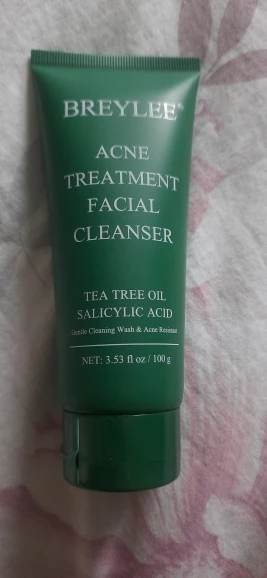 BREYLEE®
ACNE
TREATMENT
FACIAL
CLEANSER
TEA TREE OIL
SALICYLIC ACID
Gentle Cleaning Wash & Acne Resistant
NET: 3.53 fl oz / 100 g